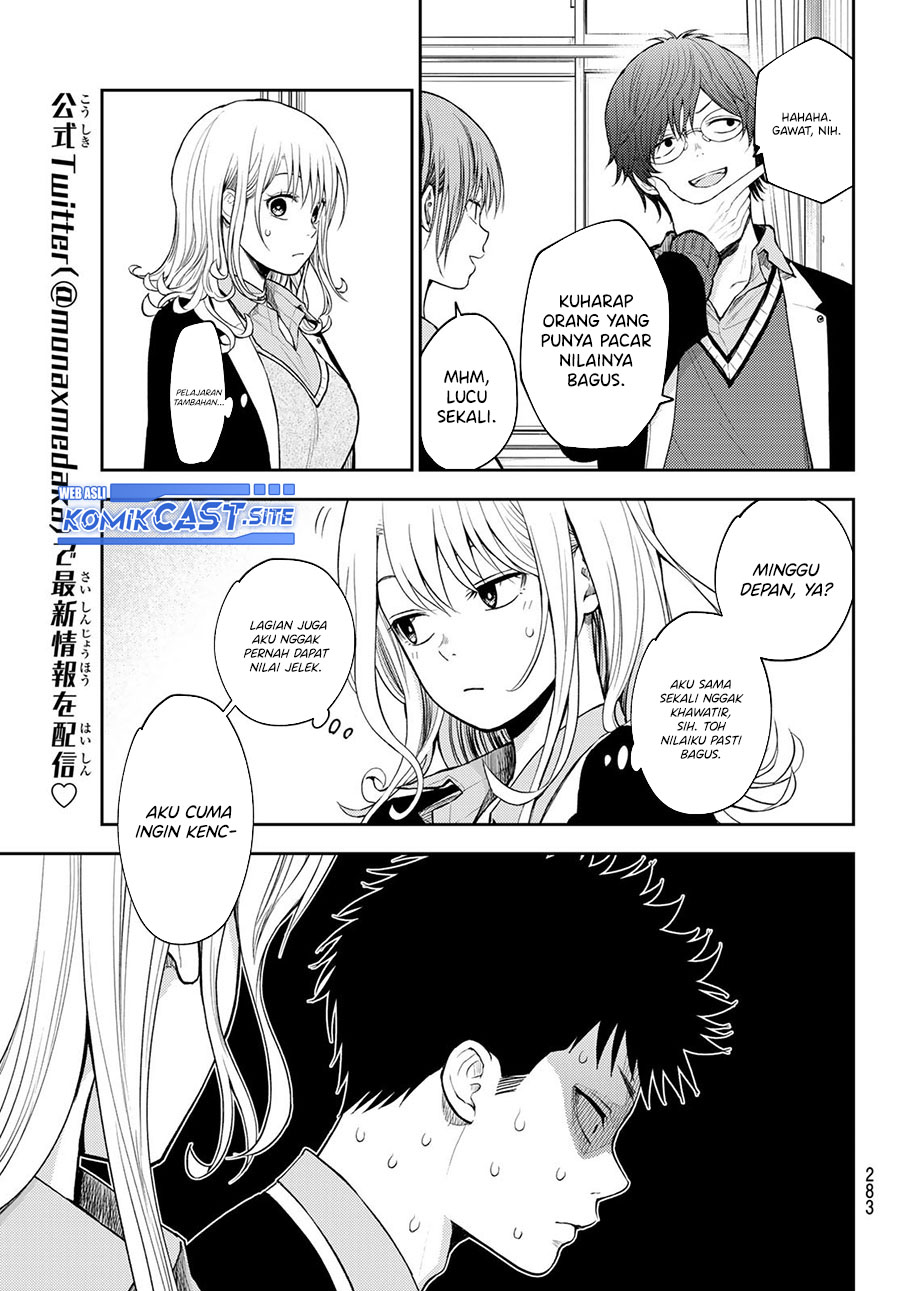 HAHAHA.
GAWAT, NIH.
KUHARAP
ORANG YANG
PUNYA PACAR
NILAINYA
BAGUS.
MHM,
LUCU
SEKALI.
PELAJARAN
TAMBAHAN...
MINGGU
DEPAN, YA?
AKU SAMA
SEKALI NGGAK
KHAWATIR,
SIH. TOH
NILAIKU PASTI
BAGUS.
LAGIAN JUGA
AKU NGGAK
PERNAH DAPAT
NILAI JELEK.
AKU CUMA
INGIN KENC-
公式Twitter(@monaxmedaka)で最新情報を配信♡
こうしき
さいしんじょうほう
はいしん
WEB ASLI
KOMIKCAST.SITE
283